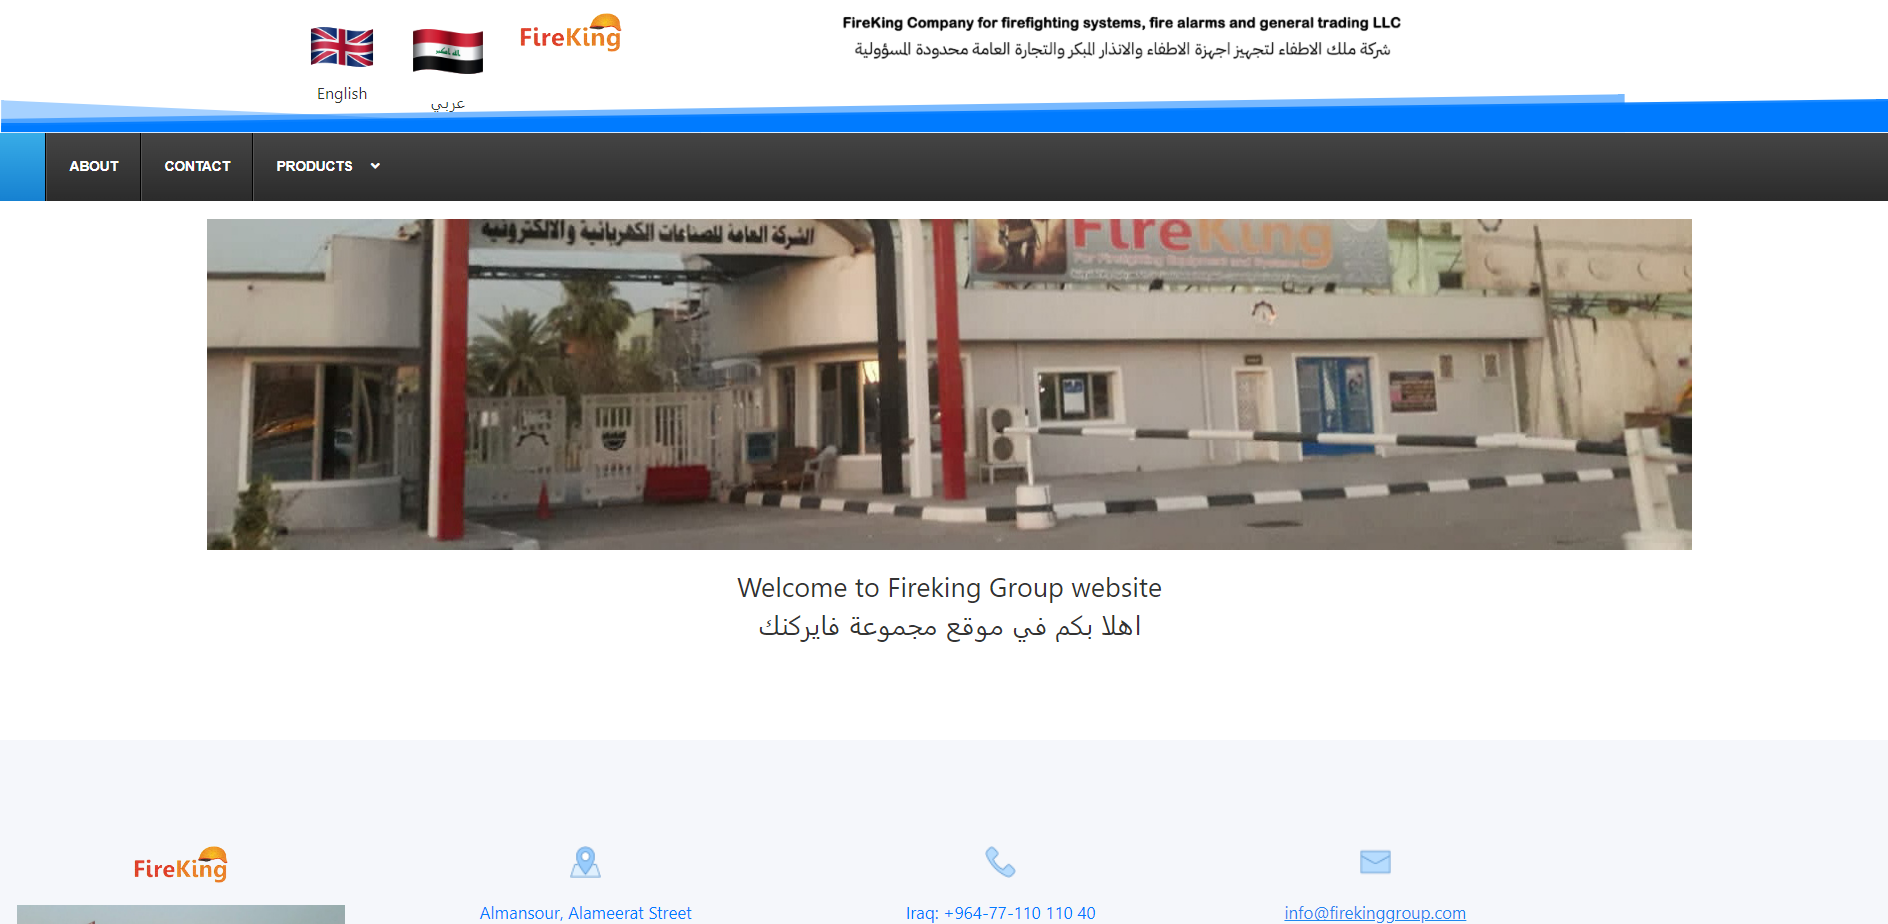 FireKing
FireKing Company for firefighting systems, fire alarms and general trading LLC
شركة ملك الاطفاء لتجهيز اجهزة الاطفاء والانذار المبكر والتجارة العامة محدودة المسؤولية
English
عربي
ABOUT
CONTACT
PRODUCTS
الشركة العامة للصناعات الكهربائية والالكترونية
FireKing
For Firefighting Equipment and Systems
Welcome to Fireking Group website
اهلا بكم في موقع مجموعة فايركنك
FireKing
Almansour, Alameerat Street
Iraq: +964-77-110 110 40
info@firekinggroup.com